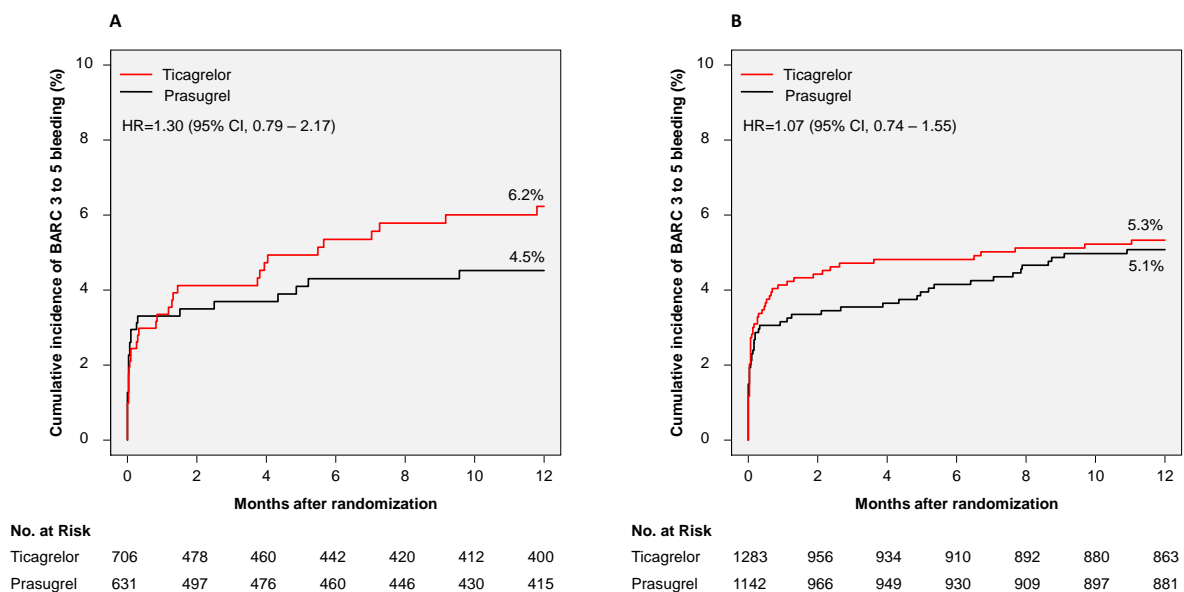 A
Cumulative incidence of BARC 3 to 5 bleeding (%)
10
8
6
4
2
0
Ticagrelor
Prasugrel
HR=1.30 (95% CI, 0.79 – 2.17)
6.2%
4.5%
0 2 4 6 8 10 12
Months after randomization
No. at Risk
Ticagrelor 706 478 460 442 420 412 400
Prasugrel 631 497 476 460 446 430 415
B
Cumulative incidence of BARC 3 to 5 bleeding (%)
10
8
6
4
2
0
Ticagrelor
Prasugrel
HR=1.07 (95% CI, 0.74 – 1.55)
5.3%
5.1%
0 2 4 6 8 10 12
Months after randomization
No. at Risk
Ticagrelor 1283 956 934 910 892 880 863
Prasugrel 1142 966 949 930 909 897 881